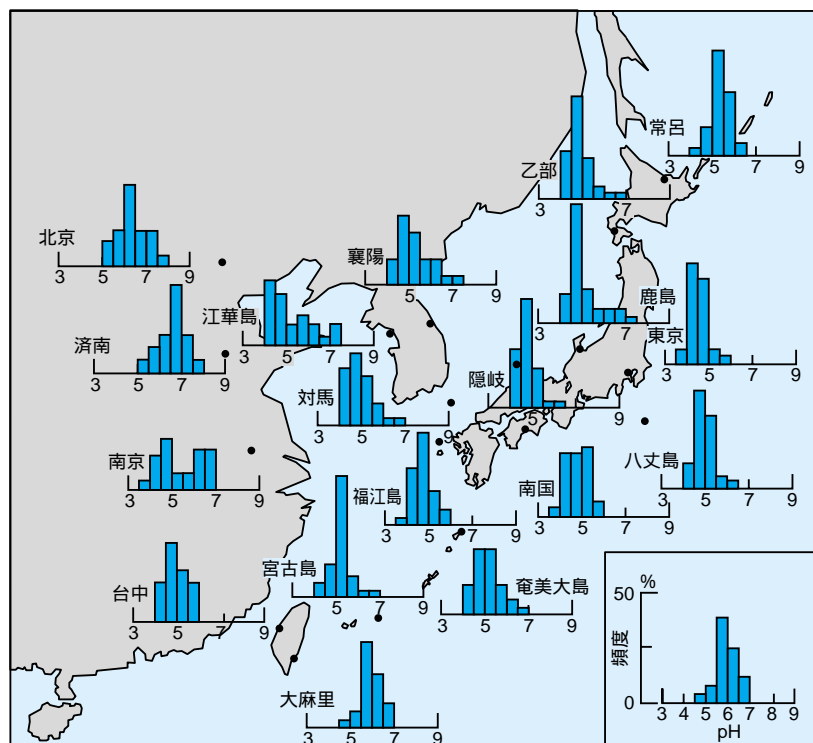 常呂
3 5 7 9
乙部
3 7
北京
3 5 7 9
襄陽
5 7 9
鹿島
3 7
江華島
3 5 7 9
済南
3 5 7 9
東京
3 5 7 9
隠岐
5 9
対馬
3 5 7 9
南京
3 5 7 9
福江島
3 5 7 9
南国
3 5 7 9
八丈島
3 5 7 9
宮古島
3 5 7 9
奄美大島
3 5 7 9
台中
3 5 7 9
大麻里
3 5 7 9
%
50
頻度
0
3 4 5 6 7 8 9
pH